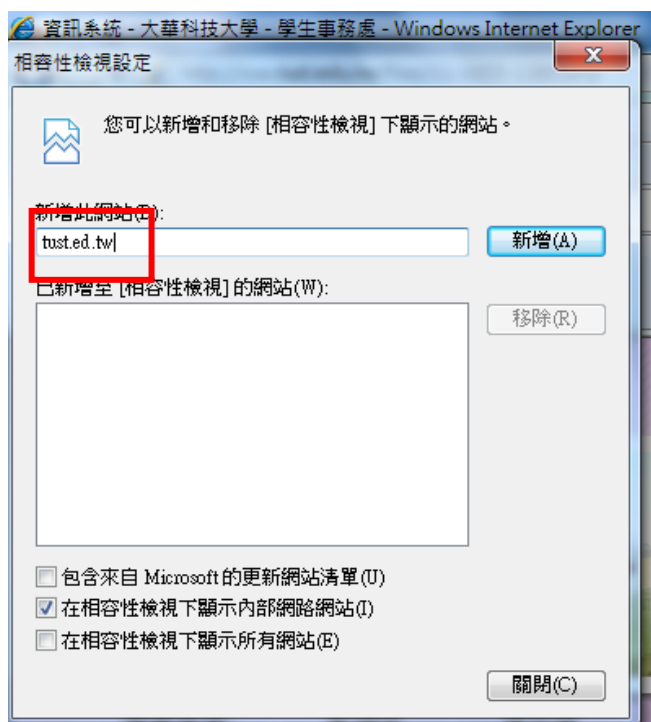 資訊系統 - 大華科技大學 - 學生事務處 - Windows Internet Explorer
相容性檢視設定
您可以新增和移除 [相容性檢視] 下顯示的網站。
新增此網站(D):
tust.ed.tw
新增(A)
已新增至 [相容性檢視] 的網站(W):
移除(R)
包含來自 Microsoft 的更新網站清單(U)
在相容性檢視下顯示內部網路網站(I)
在相容性檢視下顯示所有網站(E)
關閉(C)